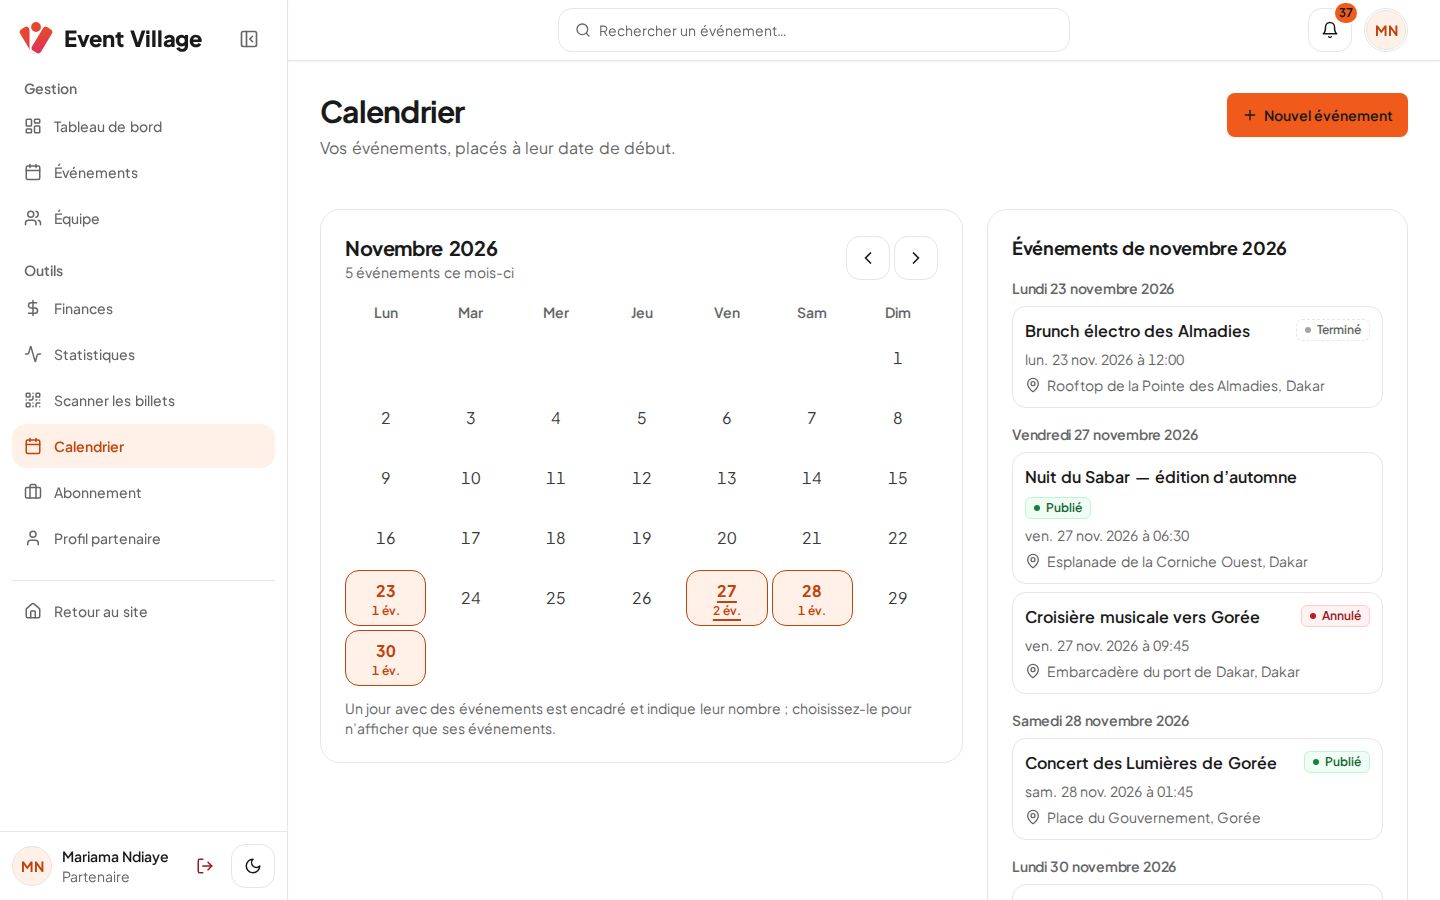 Event Village
Gestion
Tableau de bord
Événements
Équipe
Outils
Finances
Statistiques
Scanner les billets
Calendrier
Abonnement
Profil partenaire
Retour au site
MN
Mariama Ndiaye
Partenaire
Rechercher un événement…
37
MN
Calendrier
Vos événements, placés à leur date de début.
Nouvel événement
Novembre 2026
5 événements ce mois-ci
Lun Mar Mer Jeu Ven Sam Dim
1
2 3 4 5 6 7 8
9 10 11 12 13 14 15
16 17 18 19 20 21 22
23 24 25 26 27 28 29
1 év. 2 év. 1 év.
30
1 év.
Un jour avec des événements est encadré et indique leur nombre ; choisissez-le pour
n’afficher que ses événements.
Événements de novembre 2026
Lundi 23 novembre 2026
Brunch électro des Almadies Terminé
lun. 23 nov. 2026 à 12:00
Rooftop de la Pointe des Almadies, Dakar
Vendredi 27 novembre 2026
Nuit du Sabar — édition d’automne
Publié
ven. 27 nov. 2026 à 06:30
Esplanade de la Corniche Ouest, Dakar
Croisière musicale vers Gorée Annulé
ven. 27 nov. 2026 à 09:45
Embarcadère du port de Dakar, Dakar
Samedi 28 novembre 2026
Concert des Lumières de Gorée Publié
sam. 28 nov. 2026 à 01:45
Place du Gouvernement, Gorée
Lundi 30 novembre 2026